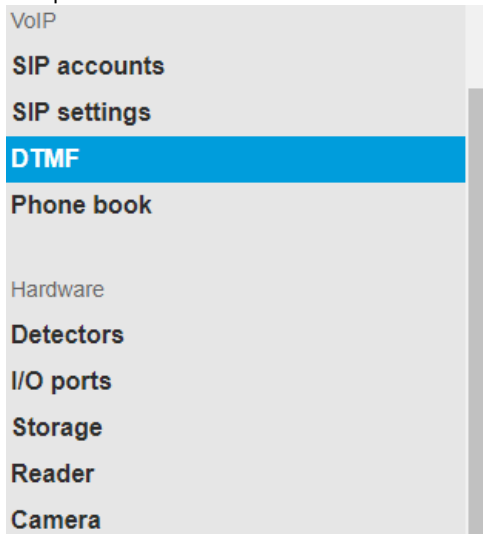 VoIP
SIP accounts
SIP settings
DTMF
Phone book
Hardware
Detectors
I/O ports
Storage
Reader
Camera